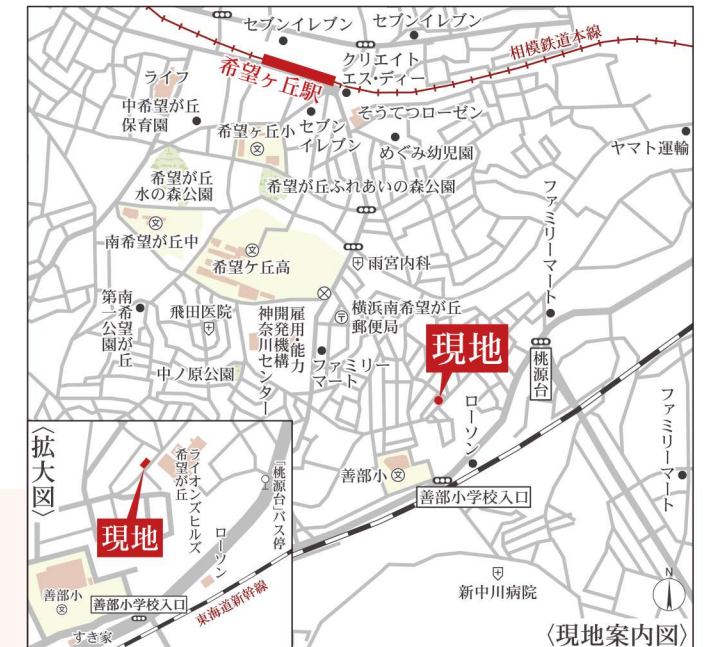 セブンイレブン
セブンイレブン
相模鉄道本線
クリエイト
エス・ディー
希望ヶ丘駅
ライフ
中希望が丘
保育園
そうてつローゼン
希望ヶ丘小
セブン
イレブン
めぐみ幼児園
ヤマト運輸
希望が丘
水の森公園
希望が丘ふれあいの森公園
ファミリーマート
南希望が丘中
希望ケ丘高
雨宮内科
南希望が丘
第一公園
飛田医院
雇用・能力
開発機構
神奈川センター
横浜南希望が丘
郵便局
ファミリー
マート
現地
桃源台
中ノ原公園
ローソン
ファミリーマート
善部小
善部小学校入口
新中川病院
N
〈現地案内図〉
〈拡大図〉
ライオンズヒルズ
希望が丘
「桃源台」バス停
現地
ローソン
東海道新幹線
善部小
善部小学校入口
すき家